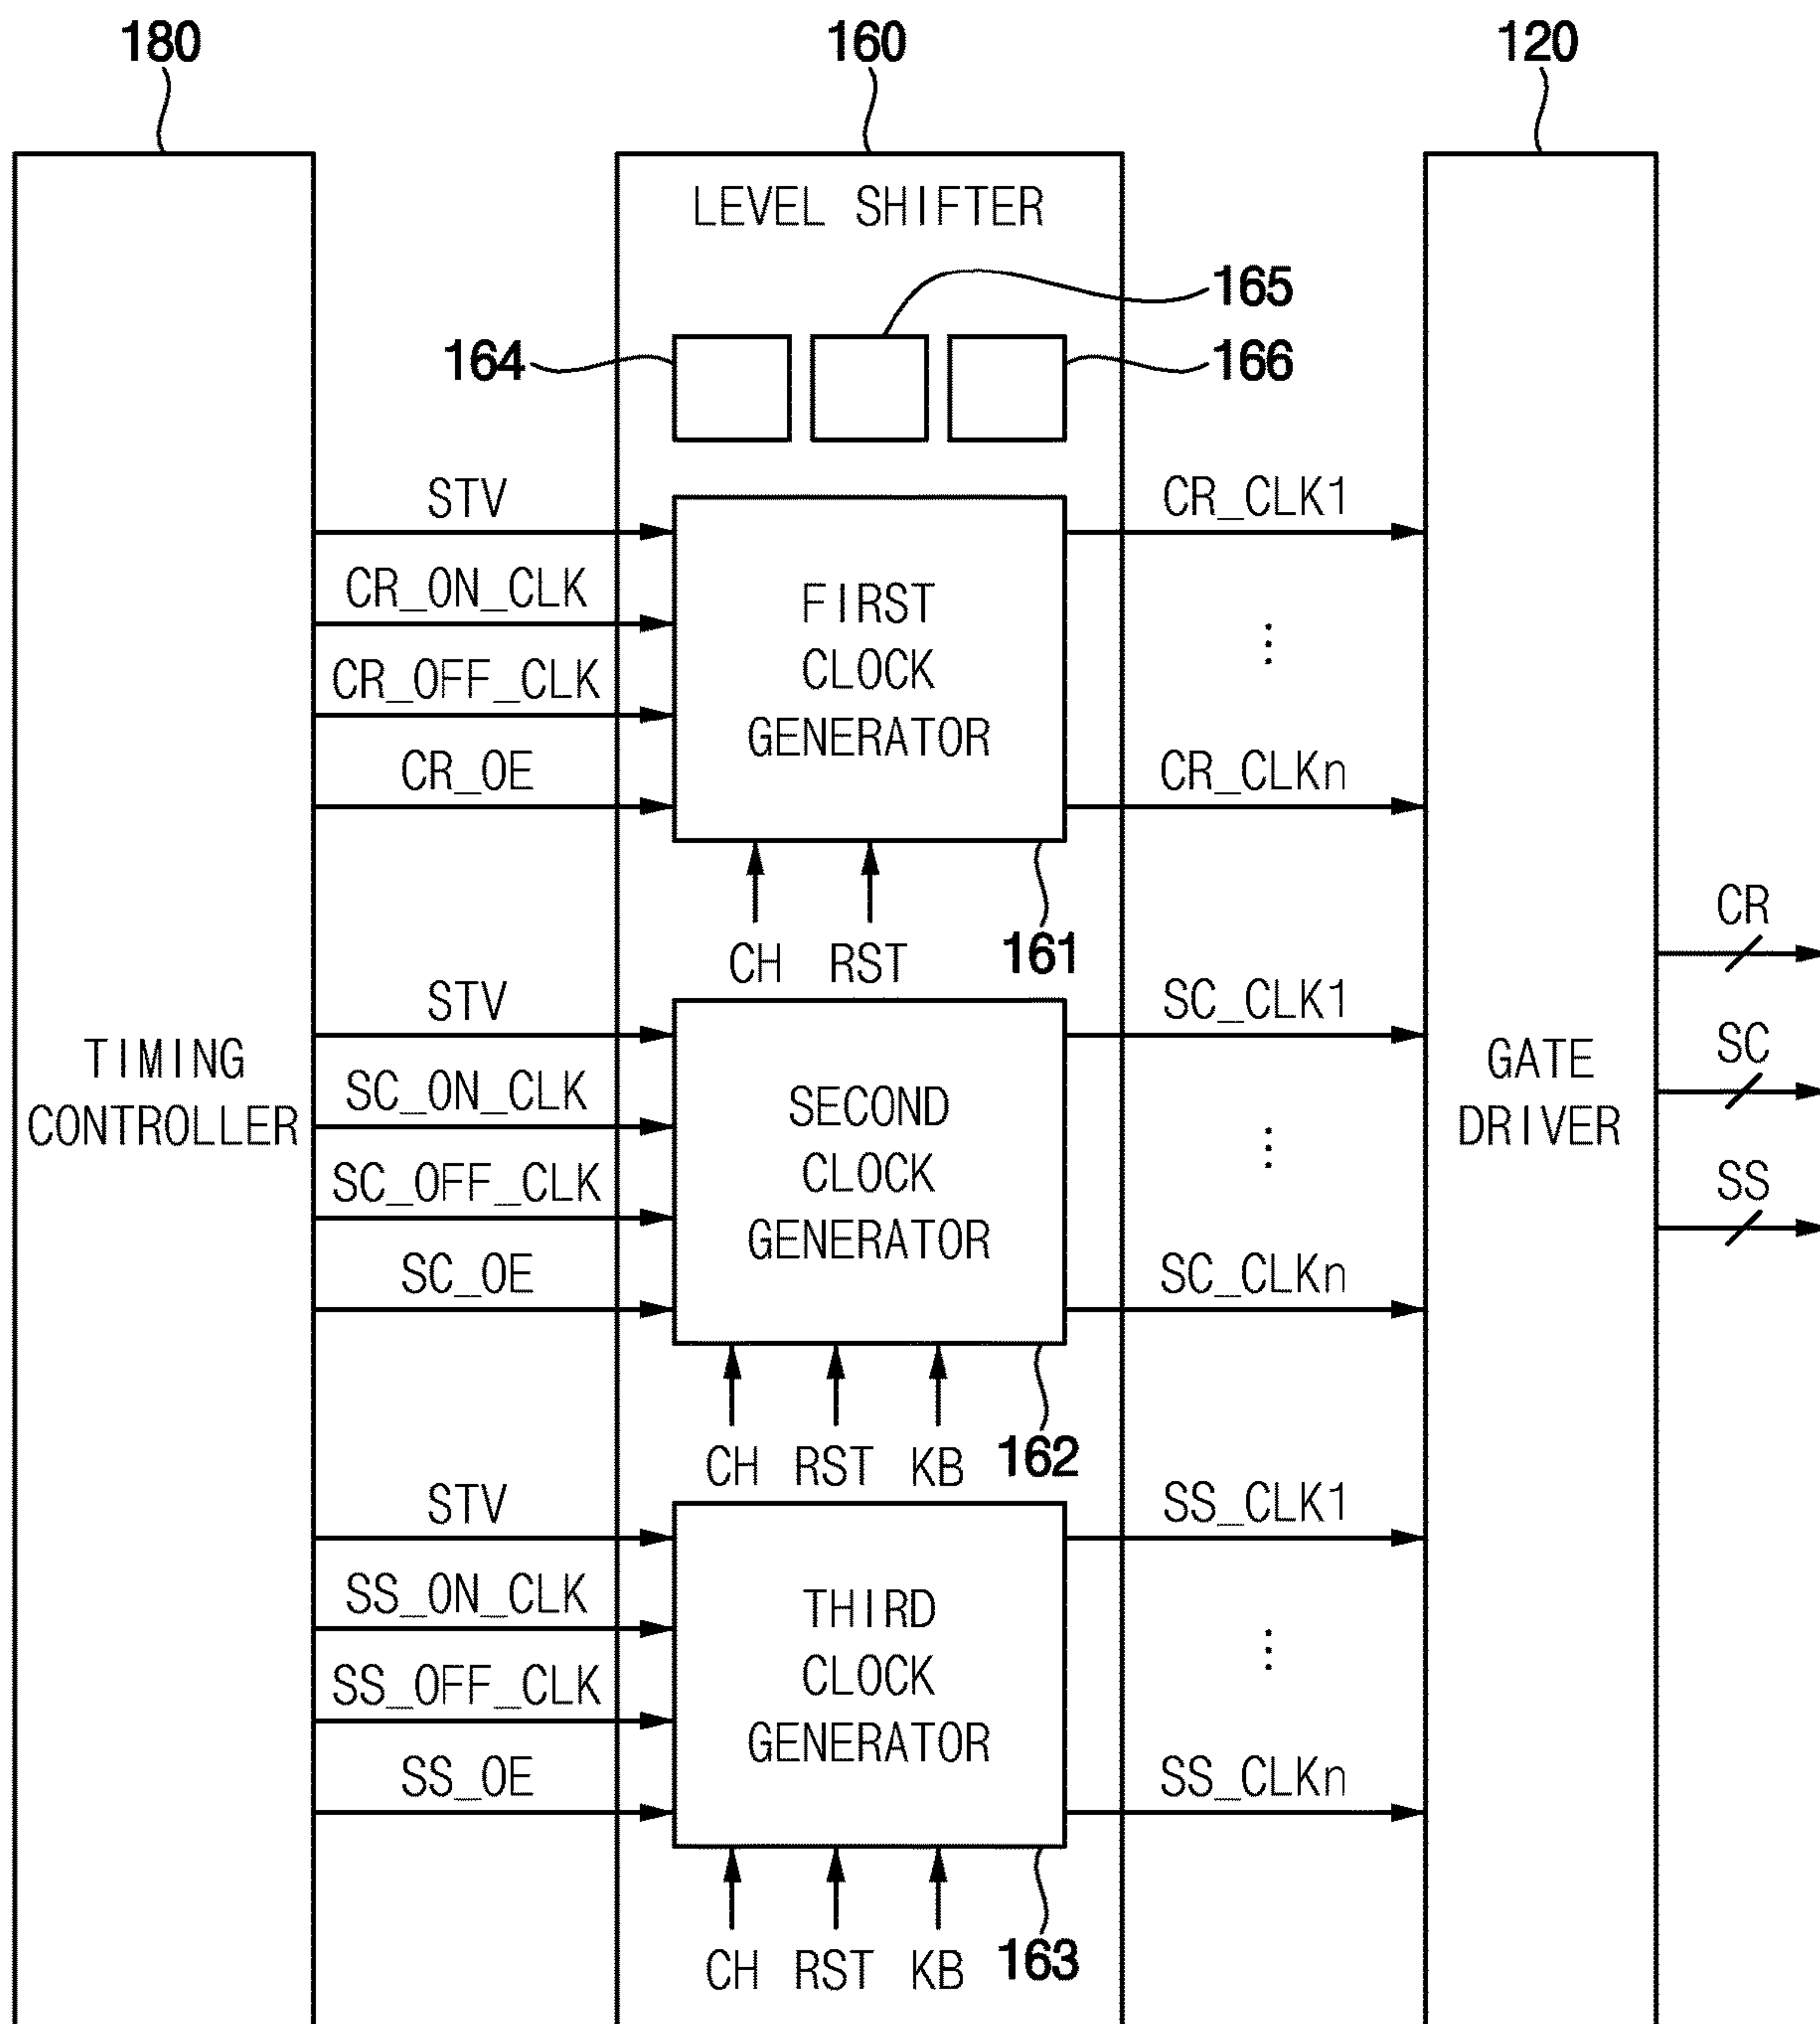 180
160
120
LEVEL SHIFTER
165
164
166
STV
CR_ON_CLK
CR_OFF_CLK
CR_OE
FIRST
CLOCK
GENERATOR
CR_CLK1
⋮
CR_CLKn
CH
RST
161
CR
SC
SS
TIMING
CONTROLLER
STV
SC_ON_CLK
SC_OFF_CLK
SC_OE
SECOND
CLOCK
GENERATOR
SC_CLK1
⋮
SC_CLKn
GATE
DRIVER
CH
RST
KB
162
STV
SS_ON_CLK
SS_OFF_CLK
SS_OE
THIRD
CLOCK
GENERATOR
SS_CLK1
⋮
SS_CLKn
CH
RST
KB
163